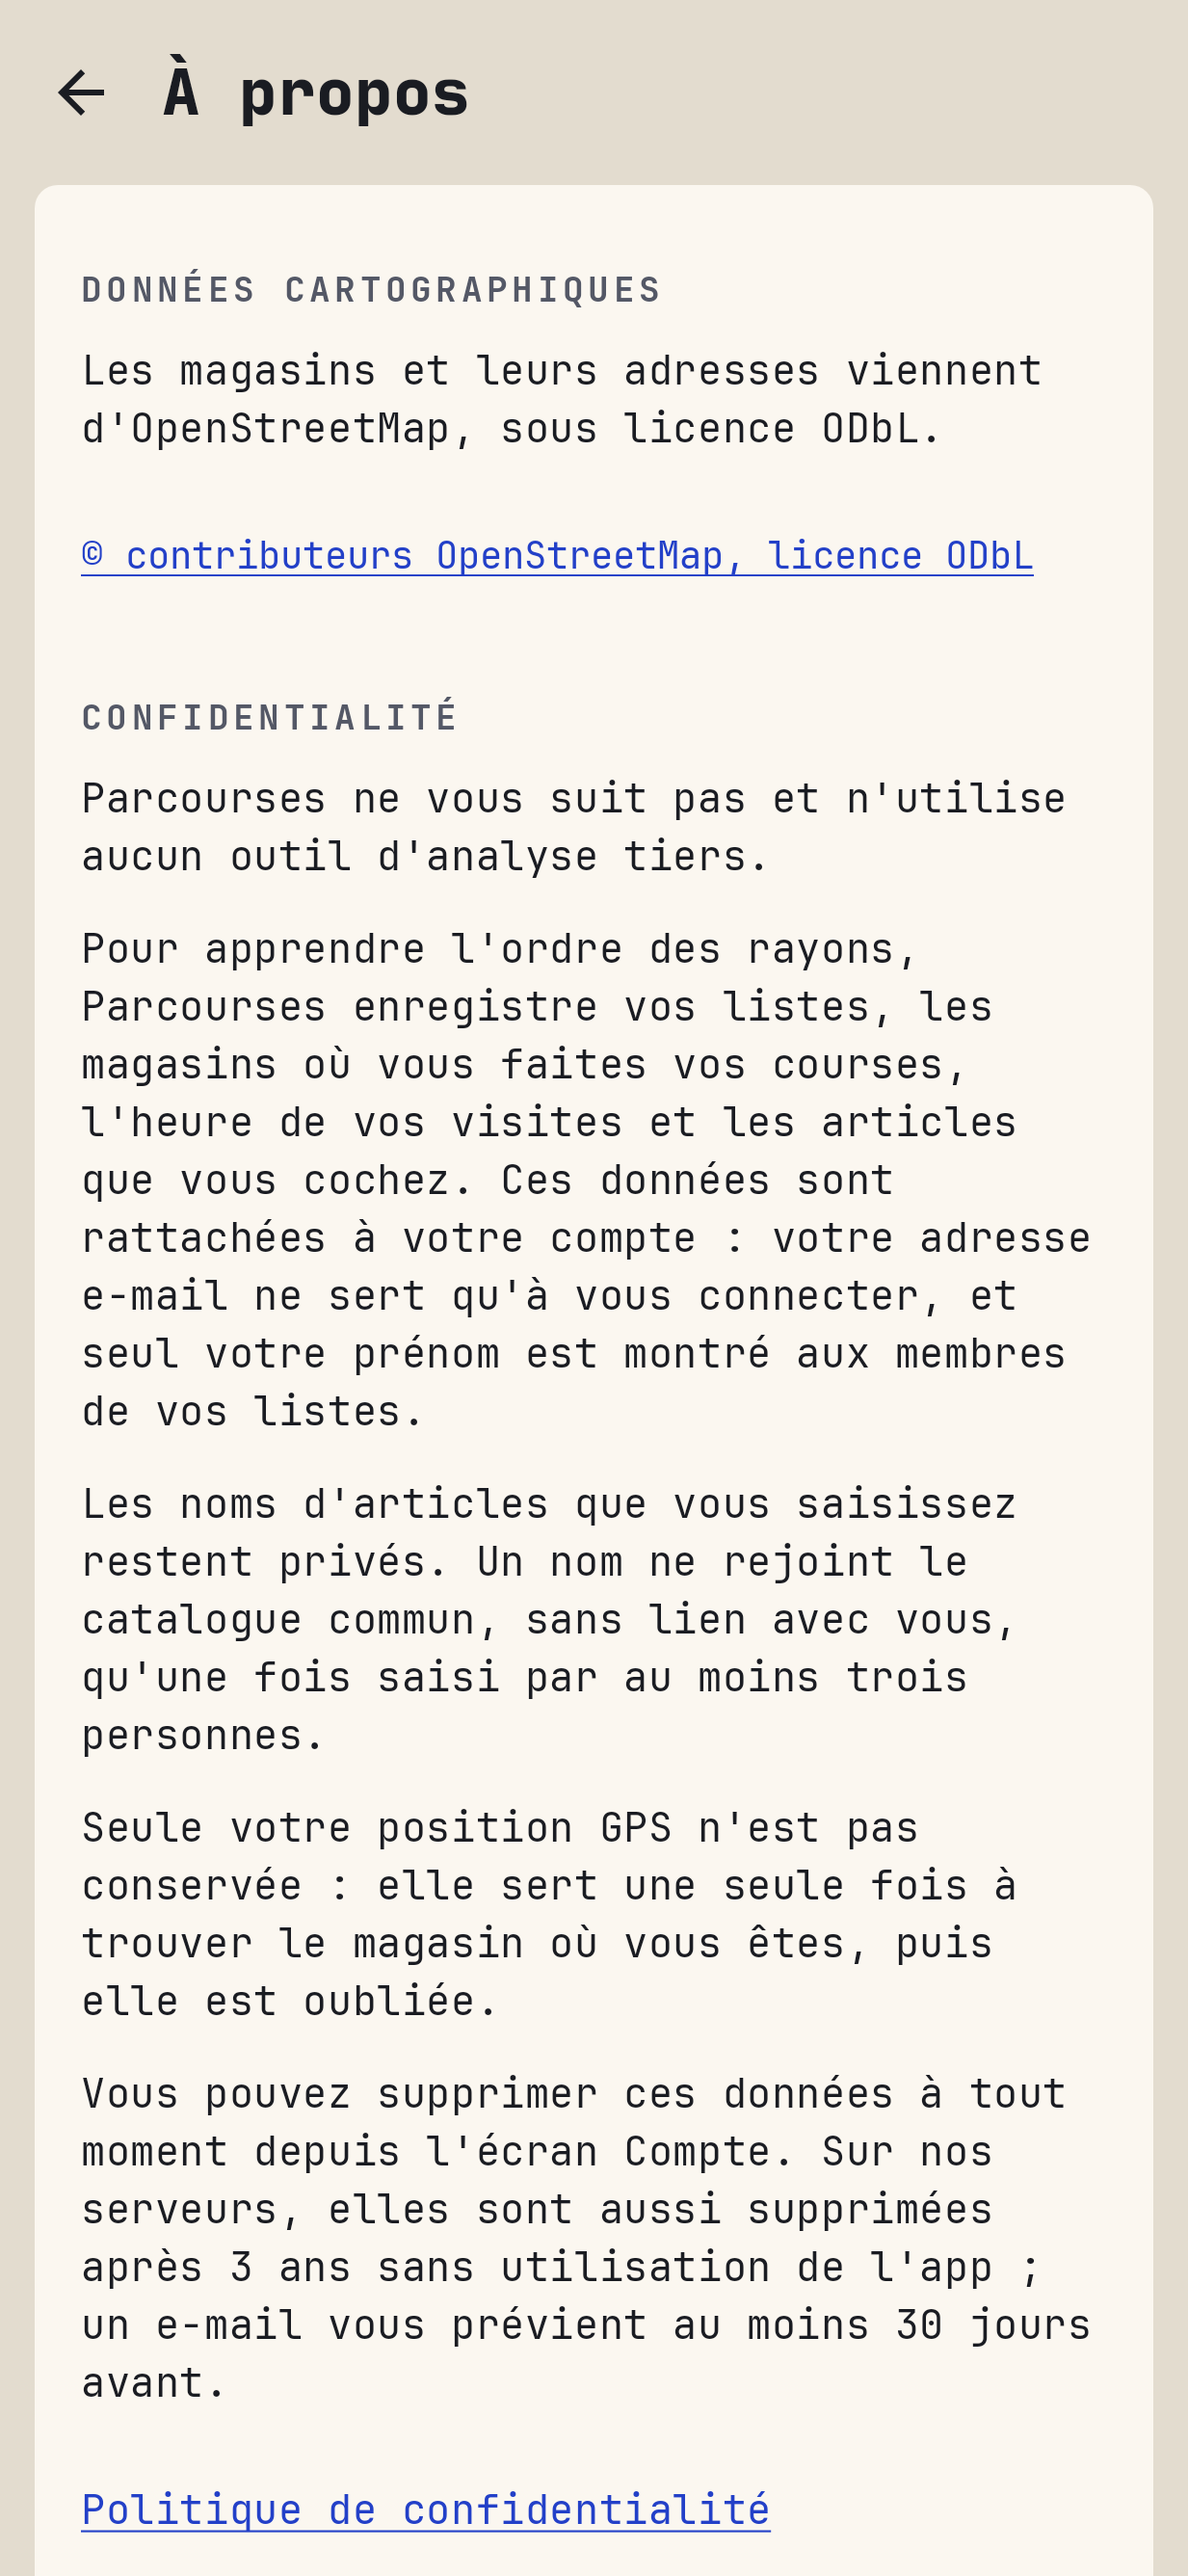 À propos
DONNÉES CARTOGRAPHIQUES
Les magasins et leurs adresses viennent
d'OpenStreetMap, sous licence ODbL.
© contributeurs OpenStreetMap, licence ODbL
CONFIDENTIALITÉ
Parcourses ne vous suit pas et n'utilise
aucun outil d'analyse tiers.
Pour apprendre l'ordre des rayons,
Parcourses enregistre vos listes, les
magasins où vous faites vos courses,
l'heure de vos visites et les articles
que vous cochez. Ces données sont
rattachées à votre compte : votre adresse
e-mail ne sert qu'à vous connecter, et
seul votre prénom est montré aux membres
de vos listes.
Les noms d'articles que vous saisissez
restent privés. Un nom ne rejoint le
catalogue commun, sans lien avec vous,
qu'une fois saisi par au moins trois
personnes.
Seule votre position GPS n'est pas
conservée : elle sert une seule fois à
trouver le magasin où vous êtes, puis
elle est oubliée.
Vous pouvez supprimer ces données à tout
moment depuis l'écran Compte. Sur nos
serveurs, elles sont aussi supprimées
après 3 ans sans utilisation de l'app ;
un e-mail vous prévient au moins 30 jours
avant.
Politique de confidentialité